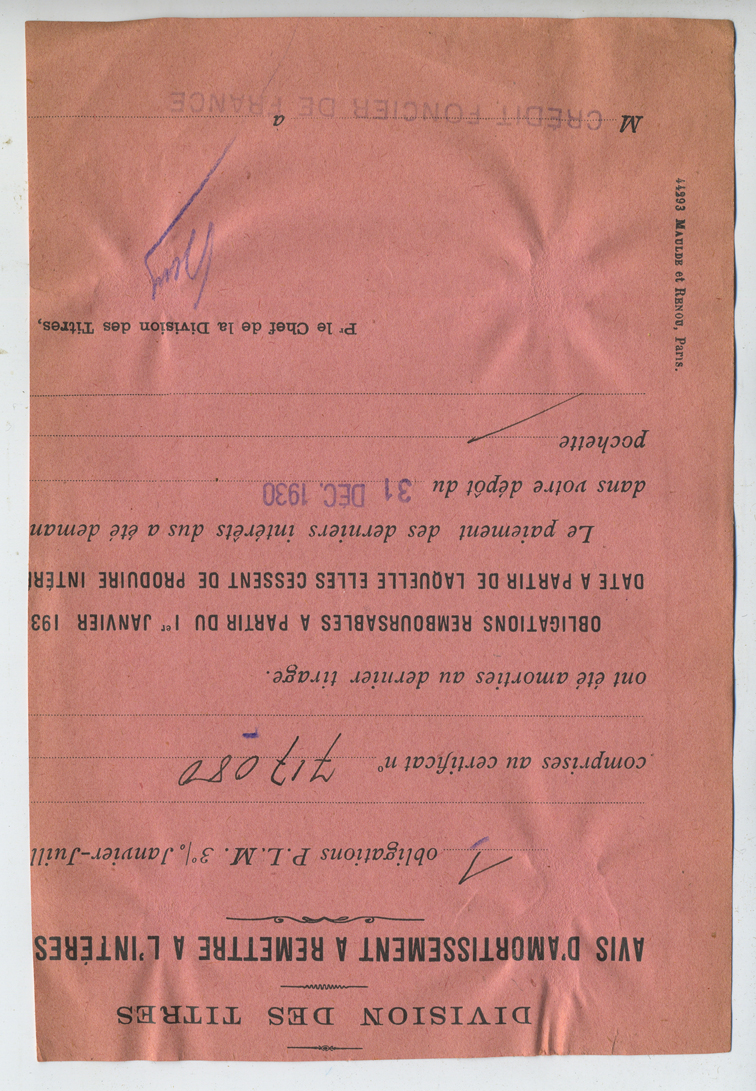 DIVISION DES TITRES
AVIS D'AMORTISSEMENT A REMETTRE A L'INTÉRES
1 obligations P.L.M. 3% Janvier-Juill
comprises au certificat n° 717080
ont été amorties au dernier tirage.
OBLIGATIONS REMBOURSABLES A PARTIR DU 1er JANVIER 193
DATE A PARTIR DE LAQUELLE ELLES CESSENT DE PRODUIRE INTÉRÊ
Le paiement des derniers intérêts dus a été deman
dans votre dépôt du 31 DÉC. 1930
pochette
Pr le Chef de la Division des Titres,
M CRÉDIT FONCIER DE FRANCE à
44293 MAULDE et RENOU, Paris.